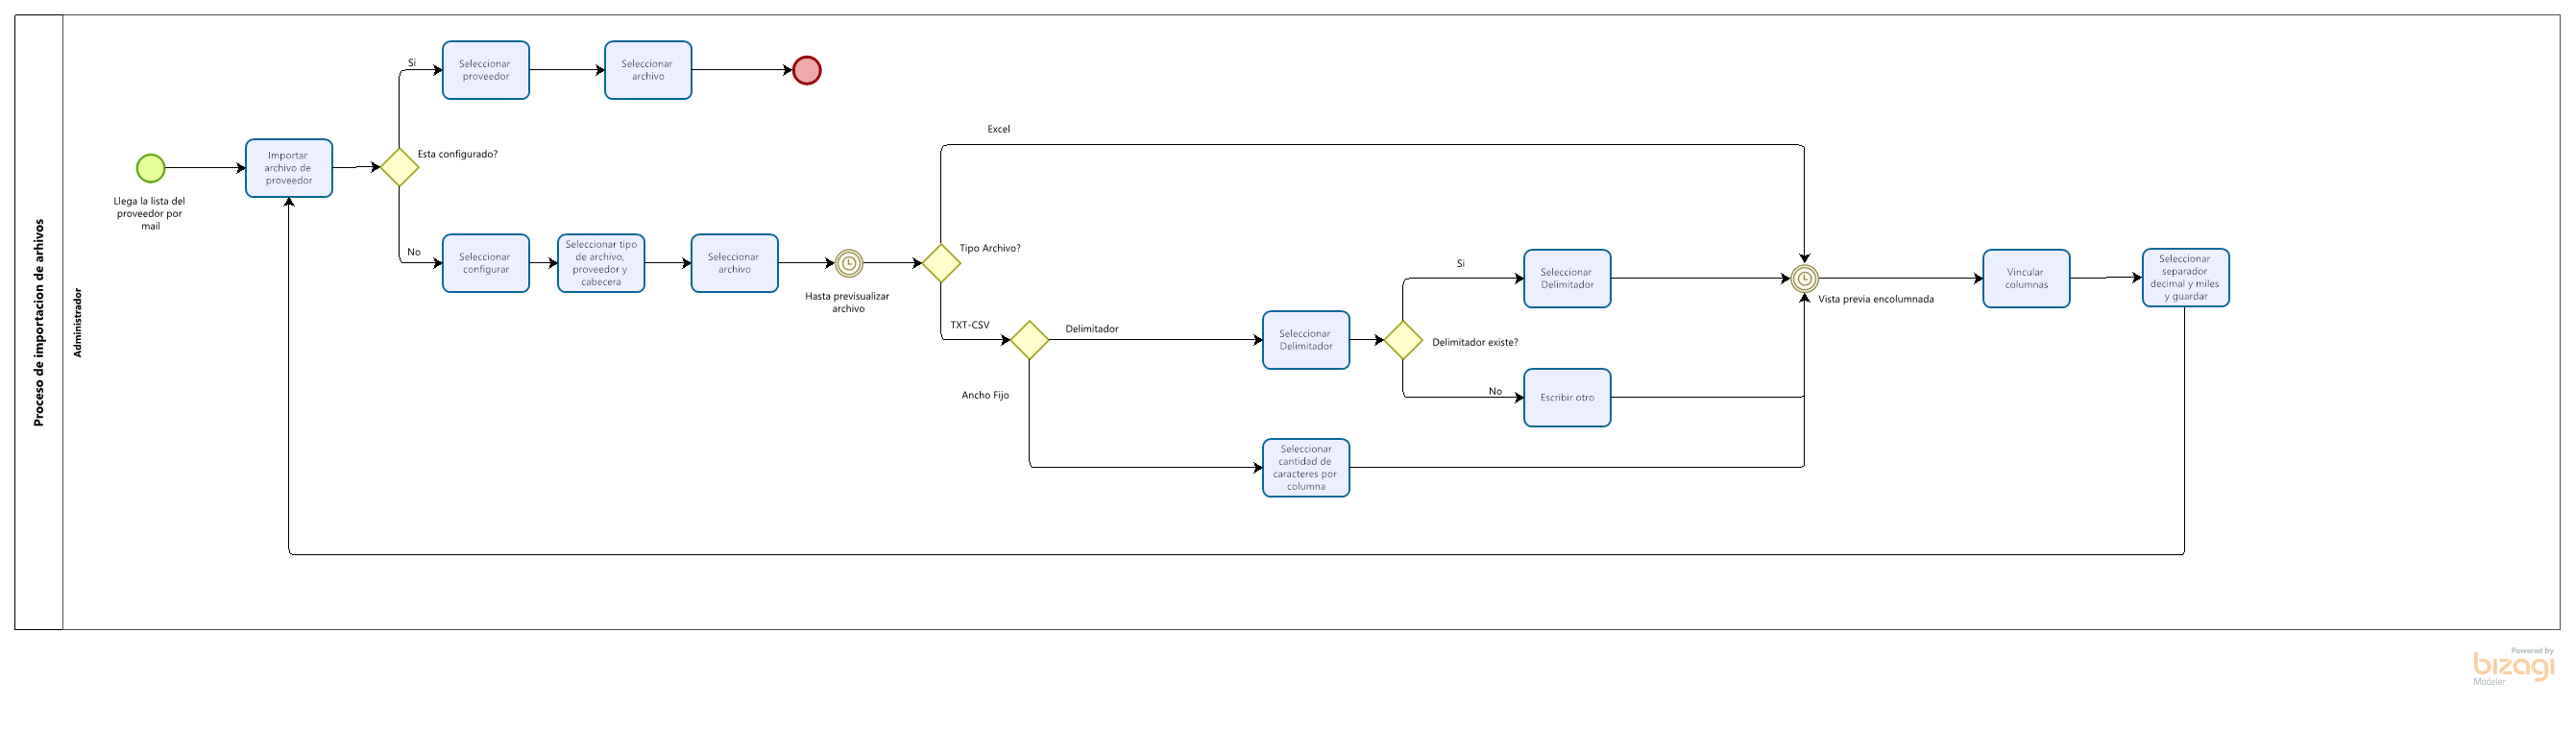 Proceso de importacion de arhivos
Administrador
Llega la lista del
proveedor por
mail
Importar
archivo de
proveedor
Esta configurado?
Si
Seleccionar
proveedor
Seleccionar
archivo
No
Seleccionar
configurar
Seleccionar tipo
de archivo,
proveedor y
cabecera
Seleccionar
archivo
Hasta previsualizar
archivo
Tipo Archivo?
Excel
TXT-CSV
Delimitador
Ancho Fijo
Seleccionar
Delimitador
Delimitador existe?
Si
Seleccionar
Delimitador
No
Escribir otro
Seleccionar
cantidad de
caracteres por
columna
Vista previa encolumnada
Vincular
columnas
Seleccionar
separador
decimal y miles
y guardar
Powered by
bizagi
Modeler